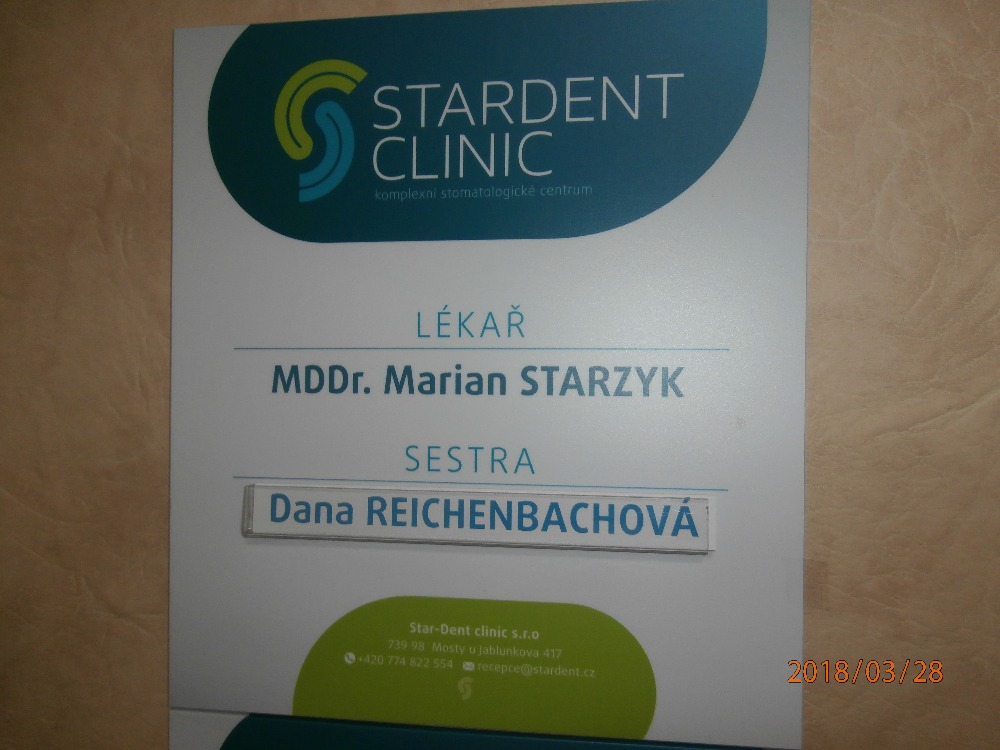 STARDENT
CLINIC
komplexní stomatologické centrum
LÉKAŘ
MDDr. Marian STARZYK
SESTRA
Dana REICHENBACHOVÁ
Star-Dent clinic s.r.o
739 98 Mosty u Jablunkova 417
+420 774 822 554 recepce@stardent.cz
2018/03/28